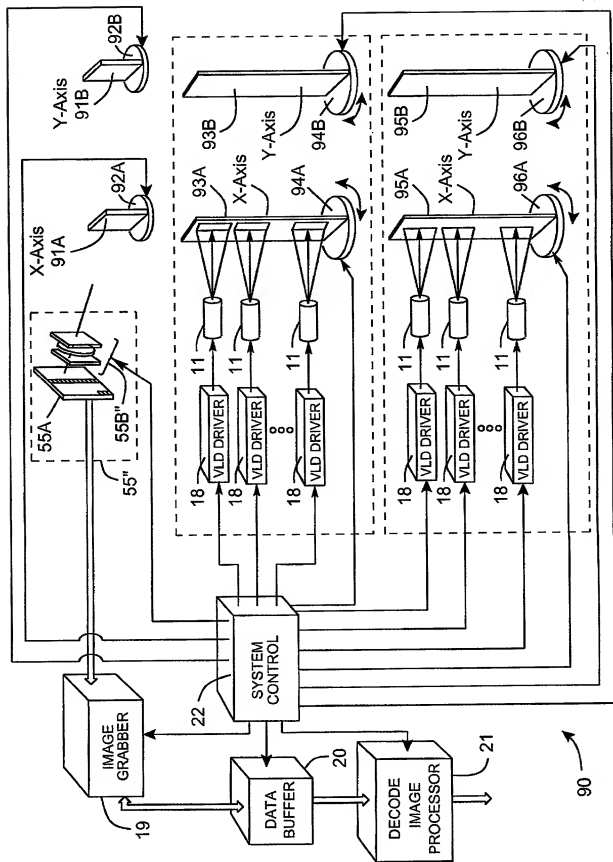 Y-Axis
91B
92B
X-Axis
91A
92A
55A
55B"
55"
93B
Y-Axis
94B
93A
X-Axis
94A
11
11
11
18
VLD DRIVER
18
VLD DRIVER
18
VLD DRIVER
95B
Y-Axis
96B
95A
X-Axis
96A
11
11
11
18
VLD DRIVER
18
VLD DRIVER
18
VLD DRIVER
SYSTEM
CONTROL
22
IMAGE
GRABBER
19
DATA
BUFFER
20
DECODE IMAGE
PROCESSOR
21
90